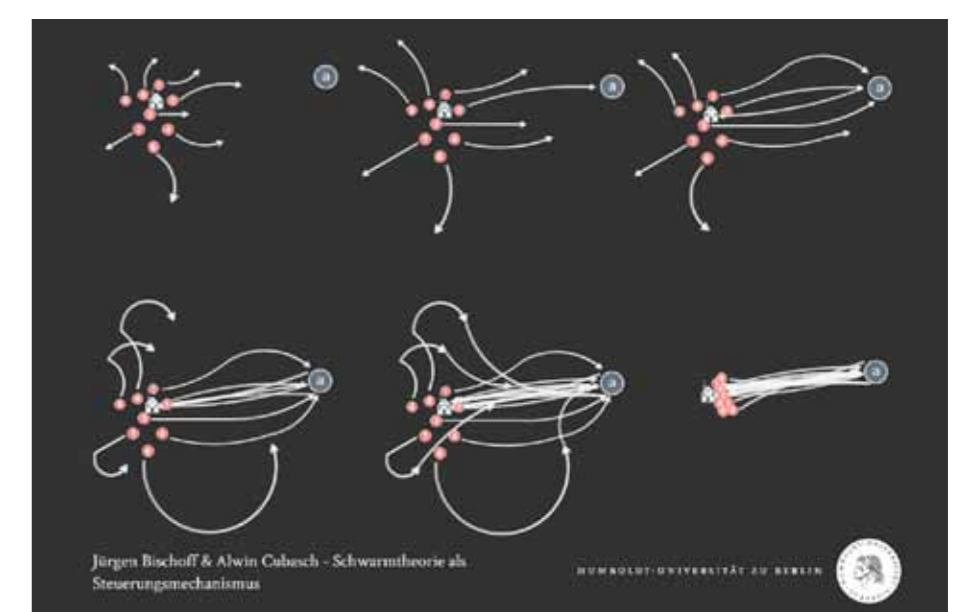 a
a
a
a
a
a
Jürgen Bischoff & Alwin Cubasch - Schwarmtheorie als
Steuerungsmechanismus
HUMBOLDT-UNIVERSITÄT ZU BERLIN